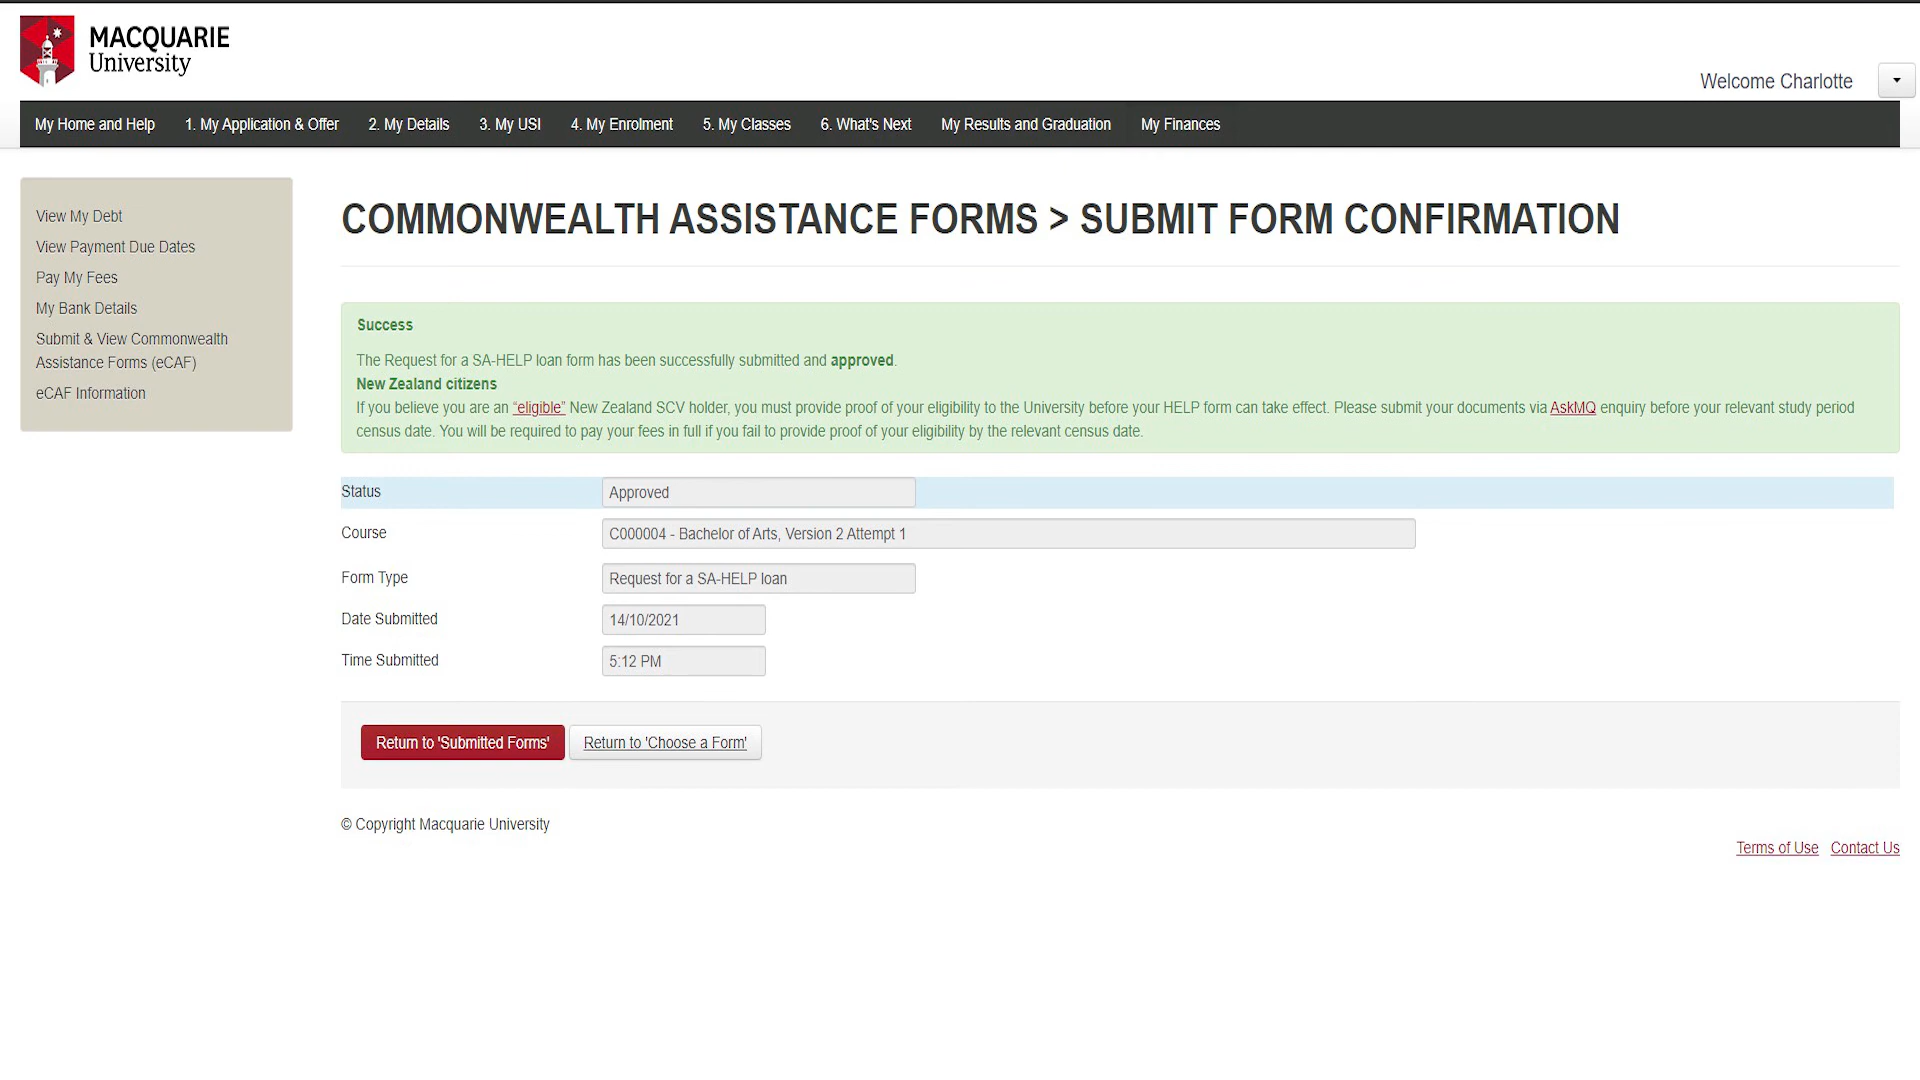 MACQUARIE
University
Welcome Charlotte
My Home and Help 1. My Application & Offer 2. My Details 3. My USI 4. My Enrolment 5. My Classes 6. What's Next My Results and Graduation My Finances
View My Debt
View Payment Due Dates
Pay My Fees
My Bank Details
Submit & View Commonwealth
Assistance Forms (eCAF)
eCAF Information
COMMONWEALTH ASSISTANCE FORMS > SUBMIT FORM CONFIRMATION
Success
The Request for a SA-HELP loan form has been successfully submitted and approved.
New Zealand citizens
If you believe you are an “eligible” New Zealand SCV holder, you must provide proof of your eligibility to the University before your HELP form can take effect. Please submit your documents via AskMQ enquiry before your relevant study period
census date. You will be required to pay your fees in full if you fail to provide proof of your eligibility by the relevant census date.
Status Approved
Course C000004 - Bachelor of Arts, Version 2 Attempt 1
Form Type Request for a SA-HELP loan
Date Submitted 14/10/2021
Time Submitted 5:12 PM
Return to 'Submitted Forms' Return to 'Choose a Form'
© Copyright Macquarie University
Terms of Use Contact Us